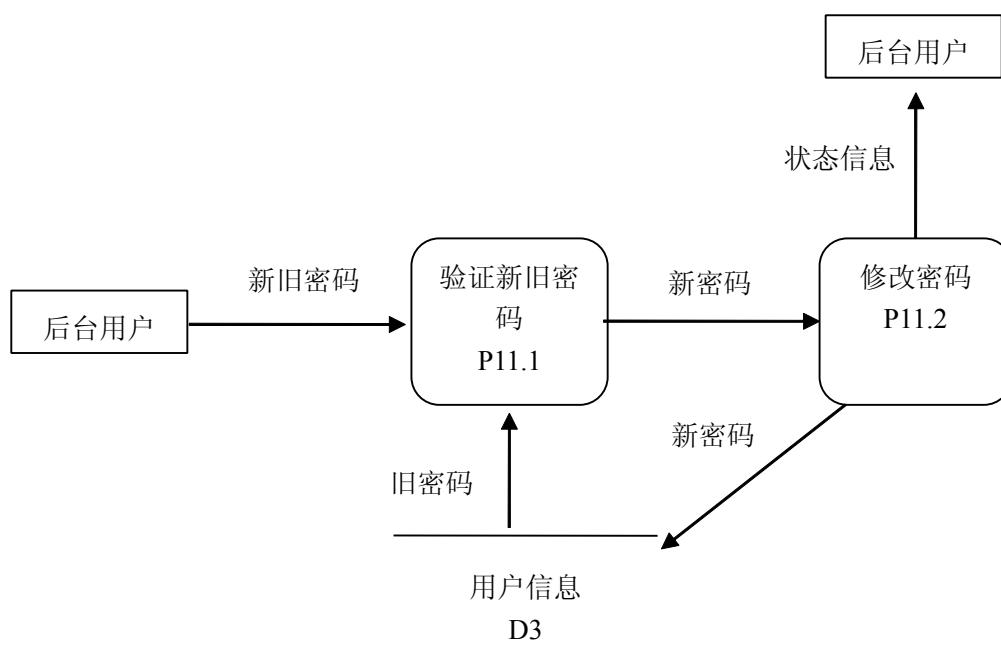 后台用户
状态信息
新旧密码
验证新旧密
码
P11.1
新密码
修改密码
P11.2
后台用户
新密码
旧密码
用户信息
D3